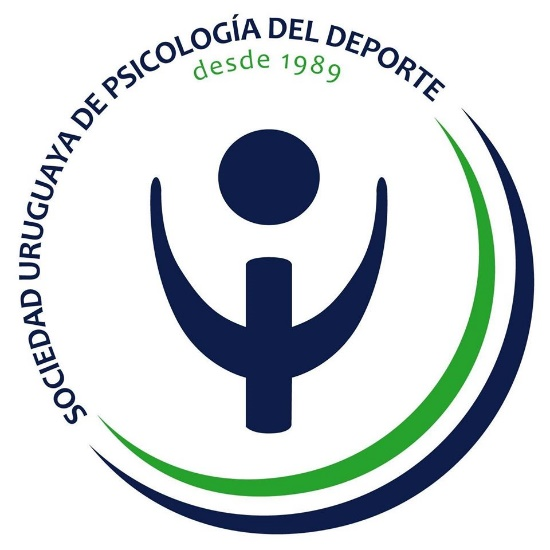 SOCIEDAD URUGUAYA DE PSICOLOGÍA DEL DEPORTE
desde 1989